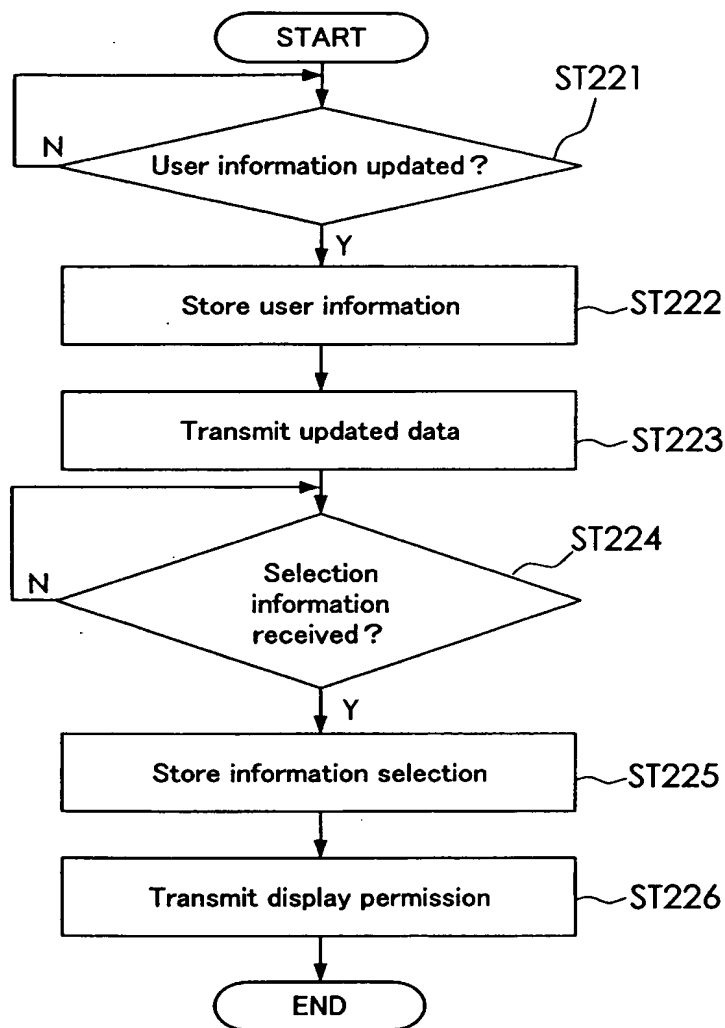 START
ST221
N
User information updated?
Y
Store user information
ST222
Transmit updated data
ST223
ST224
N
Selection
information
received?
Y
Store information selection
ST225
Transmit display permission
ST226
END